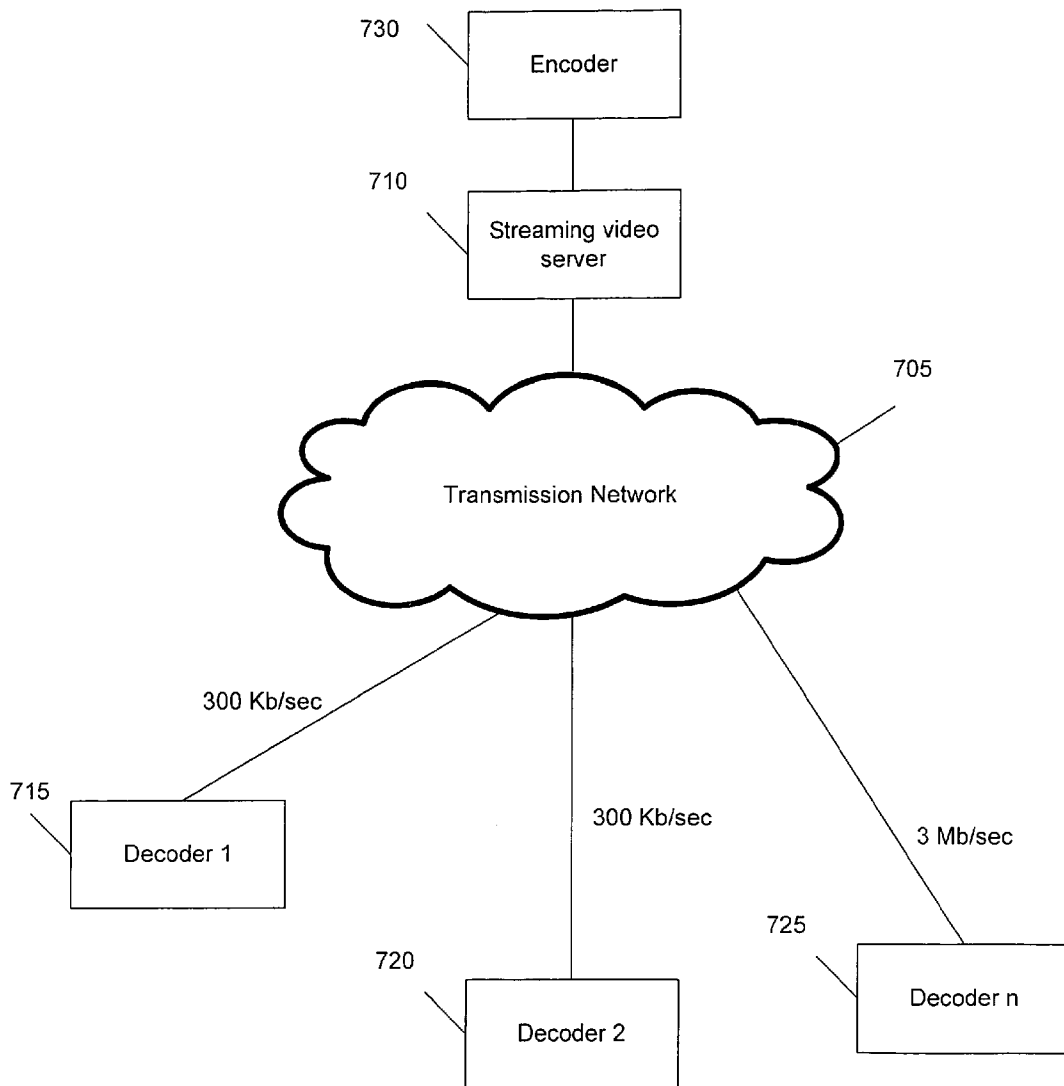 730
Encoder
710
Streaming video
server
705
Transmission Network
300 Kb/sec
715
Decoder 1
300 Kb/sec
3 Mb/sec
720
Decoder 2
725
Decoder n